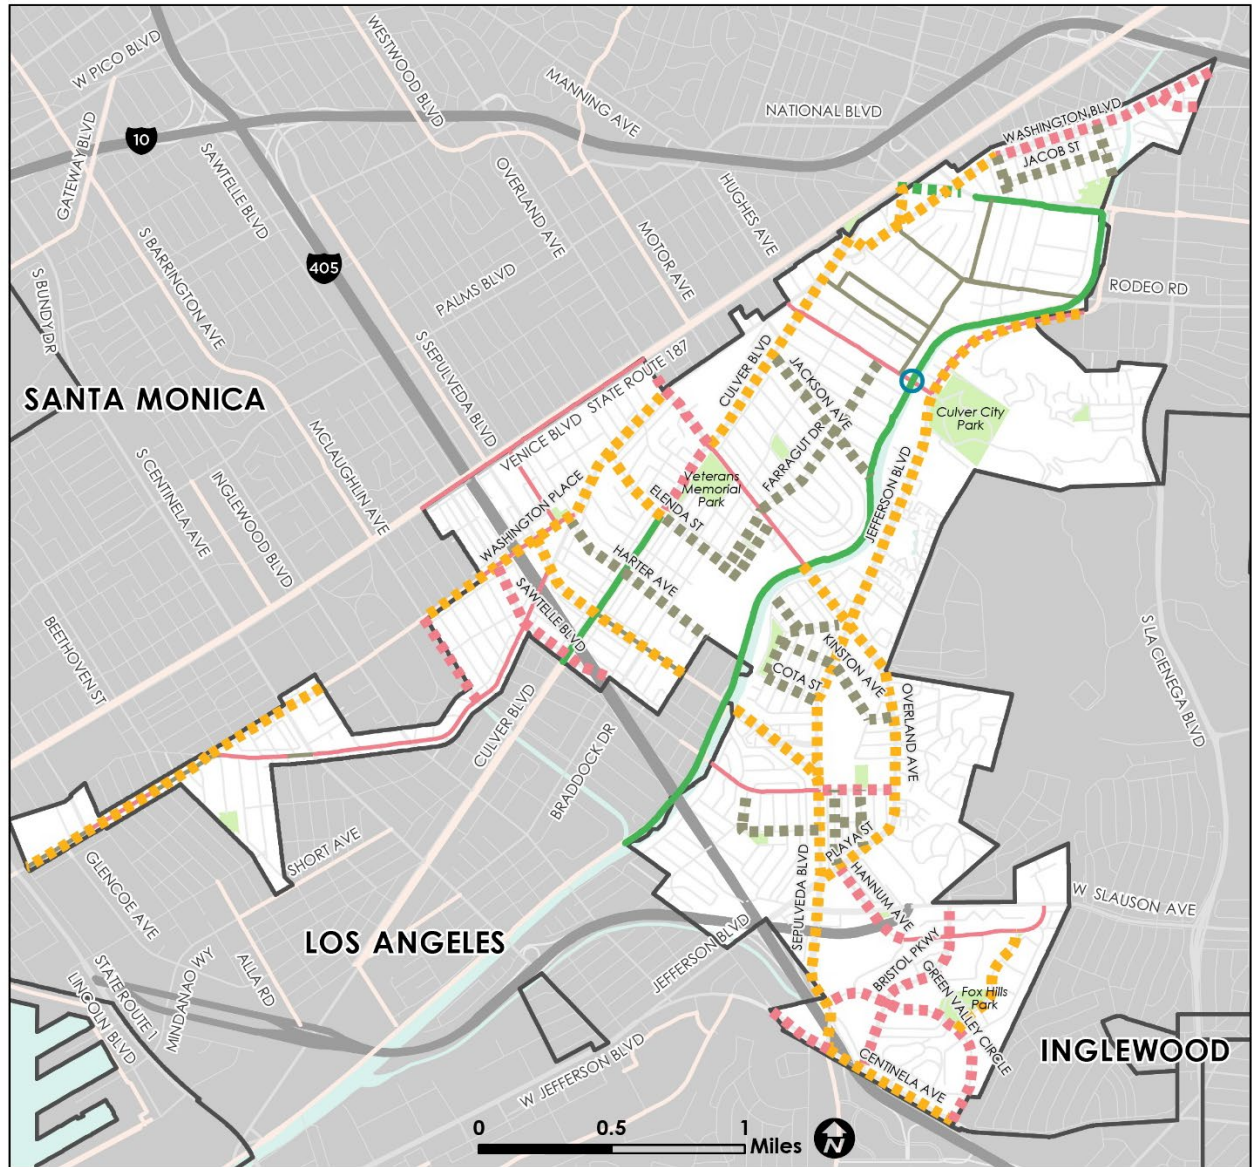 W PICO BLVD
WESTWOOD BLVD
MANNING AVE
NATIONAL BLVD
WASHINGTON BLVD
JACOB ST
10
GATEWAY BLVD
SAWTELLE BLVD
OVERLAND AVE
HUGHES AVE
MOTOR AVE
S BARRINGTON AVE
405
PALMS BLVD
S BUNDY DR
RODEO RD
S SEPULVEDA BLVD
STATE ROUTE 187
VENICE BLVD
CULVER BLVD
JACKSON AVE
SANTA MONICA
Culver City
Park
MCLAUGHLIN AVE
S CENTINELA AVE
INGLEWOOD BLVD
FARRAGUT DR
Veterans
Memorial
Park
ELENDA ST
JEFFERSON BLVD
WASHINGTON PLACE
HARTER AVE
SAWTELLE BLVD
BEETHOVEN ST
S LA CIENEGA BLVD
KINSTON AVE
COTA ST
OVERLAND AVE
CULVER BLVD
BRADDOCK DR
SHORT AVE
GLENCOE AVE
PLAYA ST
HANNUM AVE
SEPULVEDA BLVD
W SLAUSON AVE
LOS ANGELES
JEFFERSON BLVD
BRISTOL PKWY
GREEN VALLEY CIRCLE
Fox Hills
Park
STATE ROUTE 1
LINCOLN BLVD
MINDANAO WY
ALLA RD
INGLEWOOD
CENTINELA AVE
W JEFFERSON BLVD
0 0.5 1
Miles
N